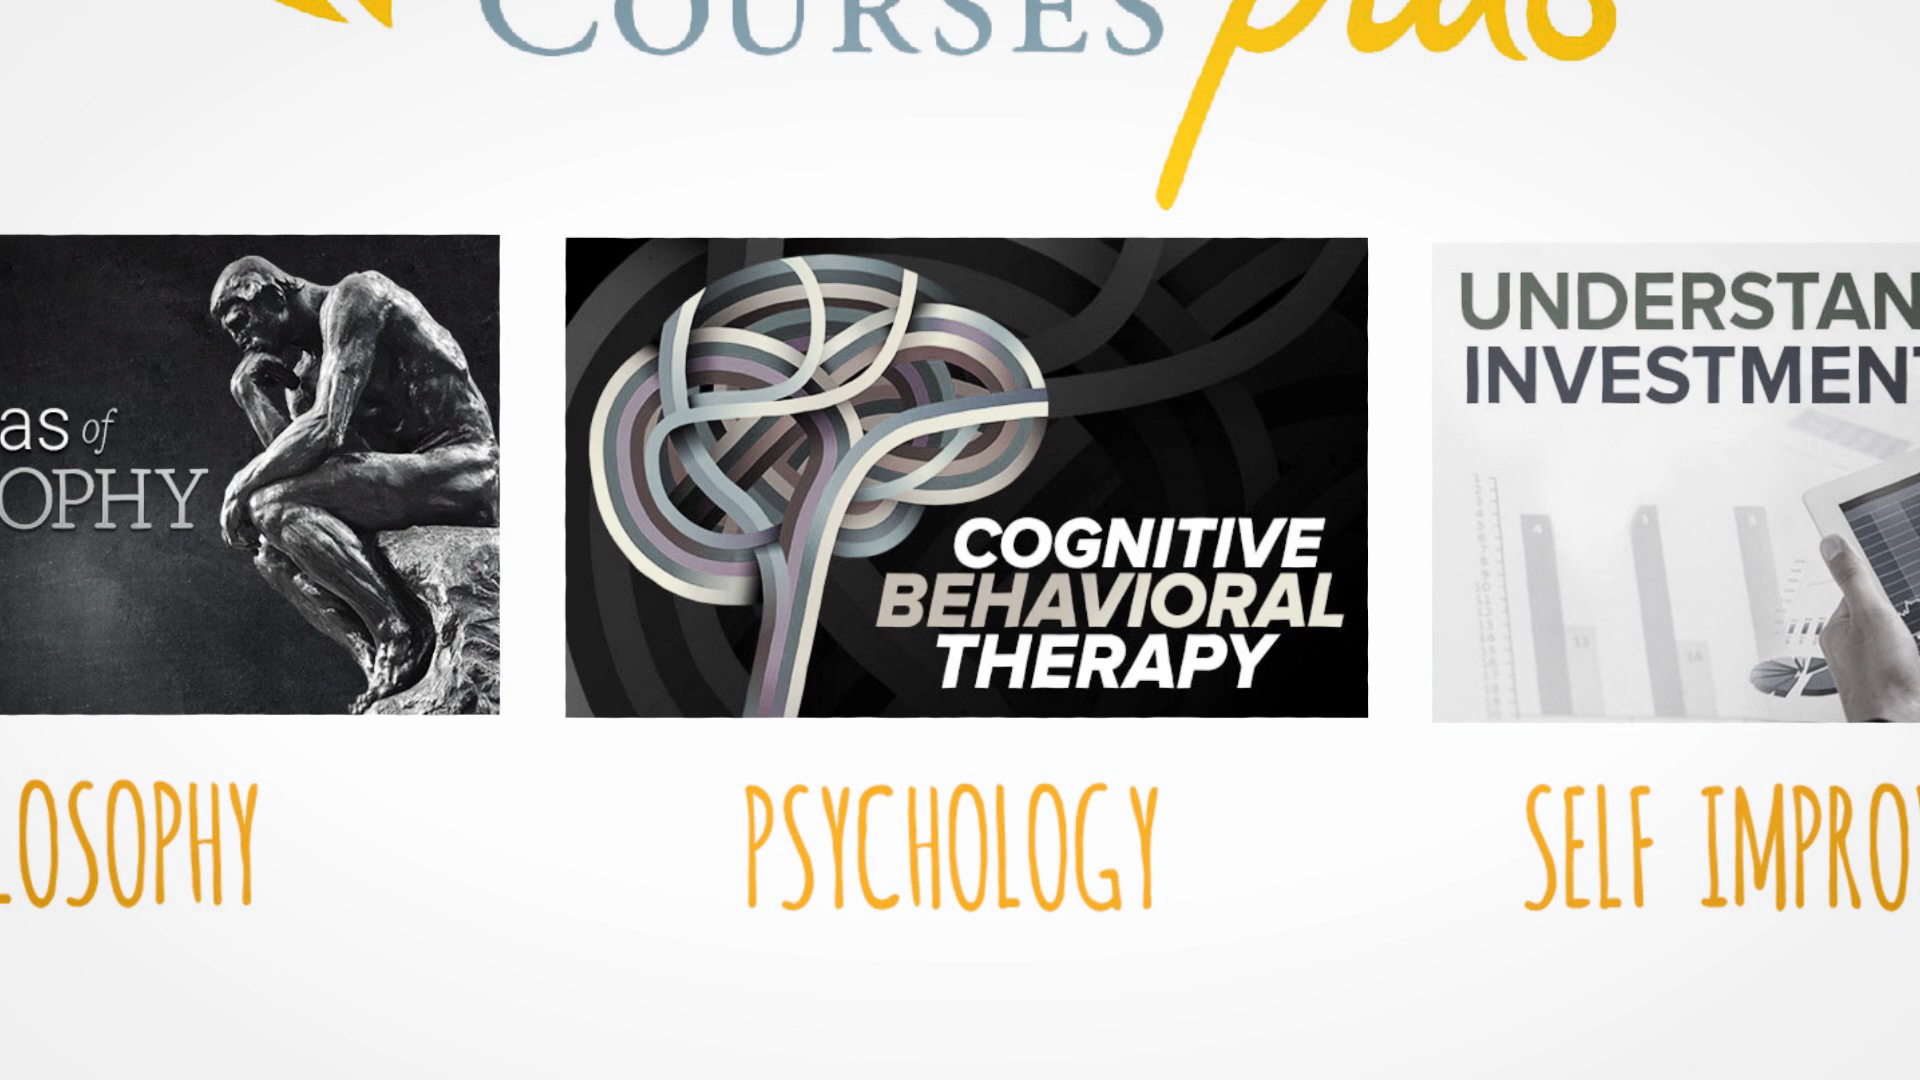 COURSES plus
as of
OPHY
COGNITIVE
BEHAVIORAL
THERAPY
UNDERSTAN
INVESTMENT
LOSOPHY
PSYCHOLOGY
SELF IMPRO